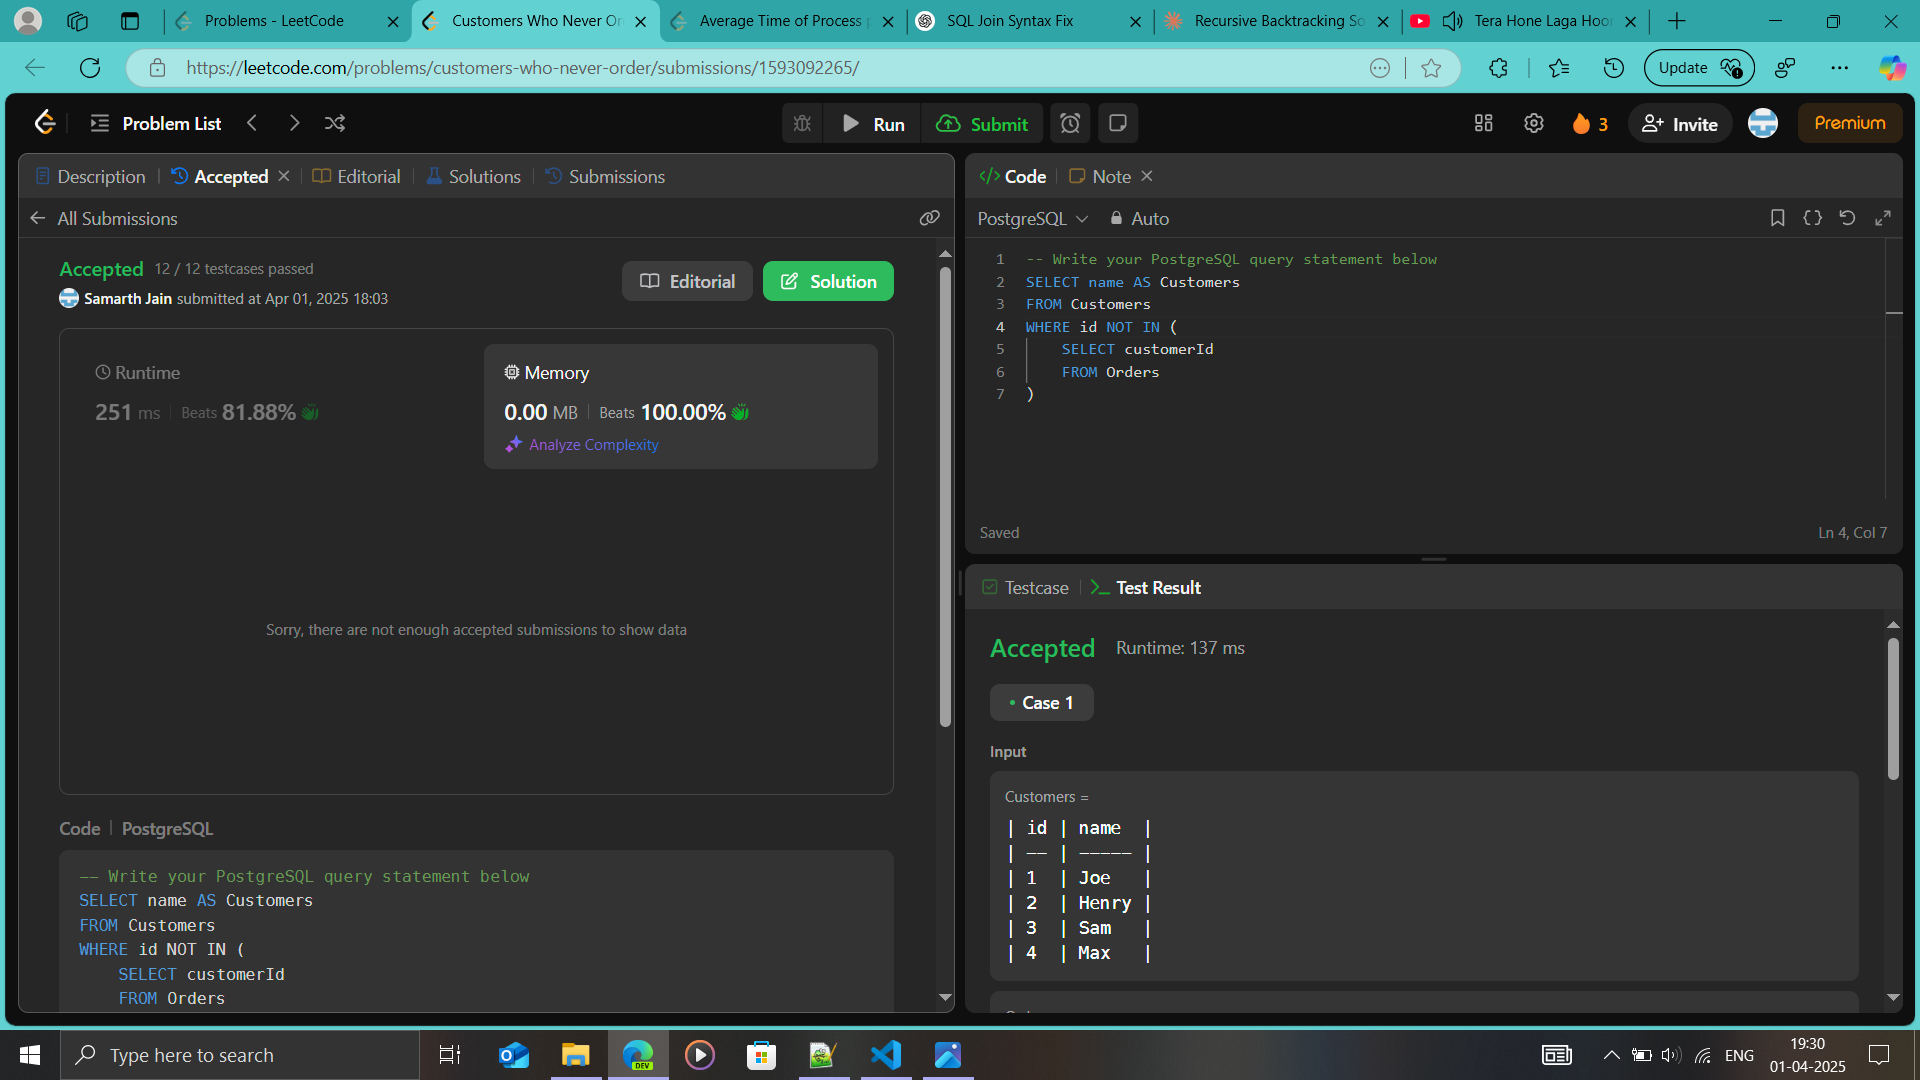 Problems - LeetCode
Customers Who Never Or
Average Time of Process p
SQL Join Syntax Fix
Recursive Backtracking So
Tera Hone Laga Hoon
https://leetcode.com/problems/customers-who-never-order/submissions/1593092265/
Update
Problem List
Run
Submit
3
Invite
Premium
Description
Accepted
Editorial
Solutions
Submissions
All Submissions
Accepted 12 / 12 testcases passed
Samarth Jain submitted at Apr 01, 2025 18:03
Editorial
Solution
Runtime
251 ms | Beats 81.88%
Memory
0.00 MB | Beats 100.00%
Analyze Complexity
Sorry, there are not enough accepted submissions to show data
Code | PostgreSQL
-- Write your PostgreSQL query statement below
SELECT name AS Customers
FROM Customers
WHERE id NOT IN (
SELECT customerId
FROM Orders
Code
Note
PostgreSQL
Auto
1 -- Write your PostgreSQL query statement below
2 SELECT name AS Customers
3 FROM Customers
4 WHERE id NOT IN (
5 SELECT customerId
6 FROM Orders
7 )
Saved
Ln 4, Col 7
Testcase
Test Result
Accepted Runtime: 137 ms
Case 1
Input
Customers =
| id | name |
| -- | ----- |
| 1 | Joe |
| 2 | Henry |
| 3 | Sam |
| 4 | Max |
Type here to search
DEV
ENG
19:30
01-04-2025